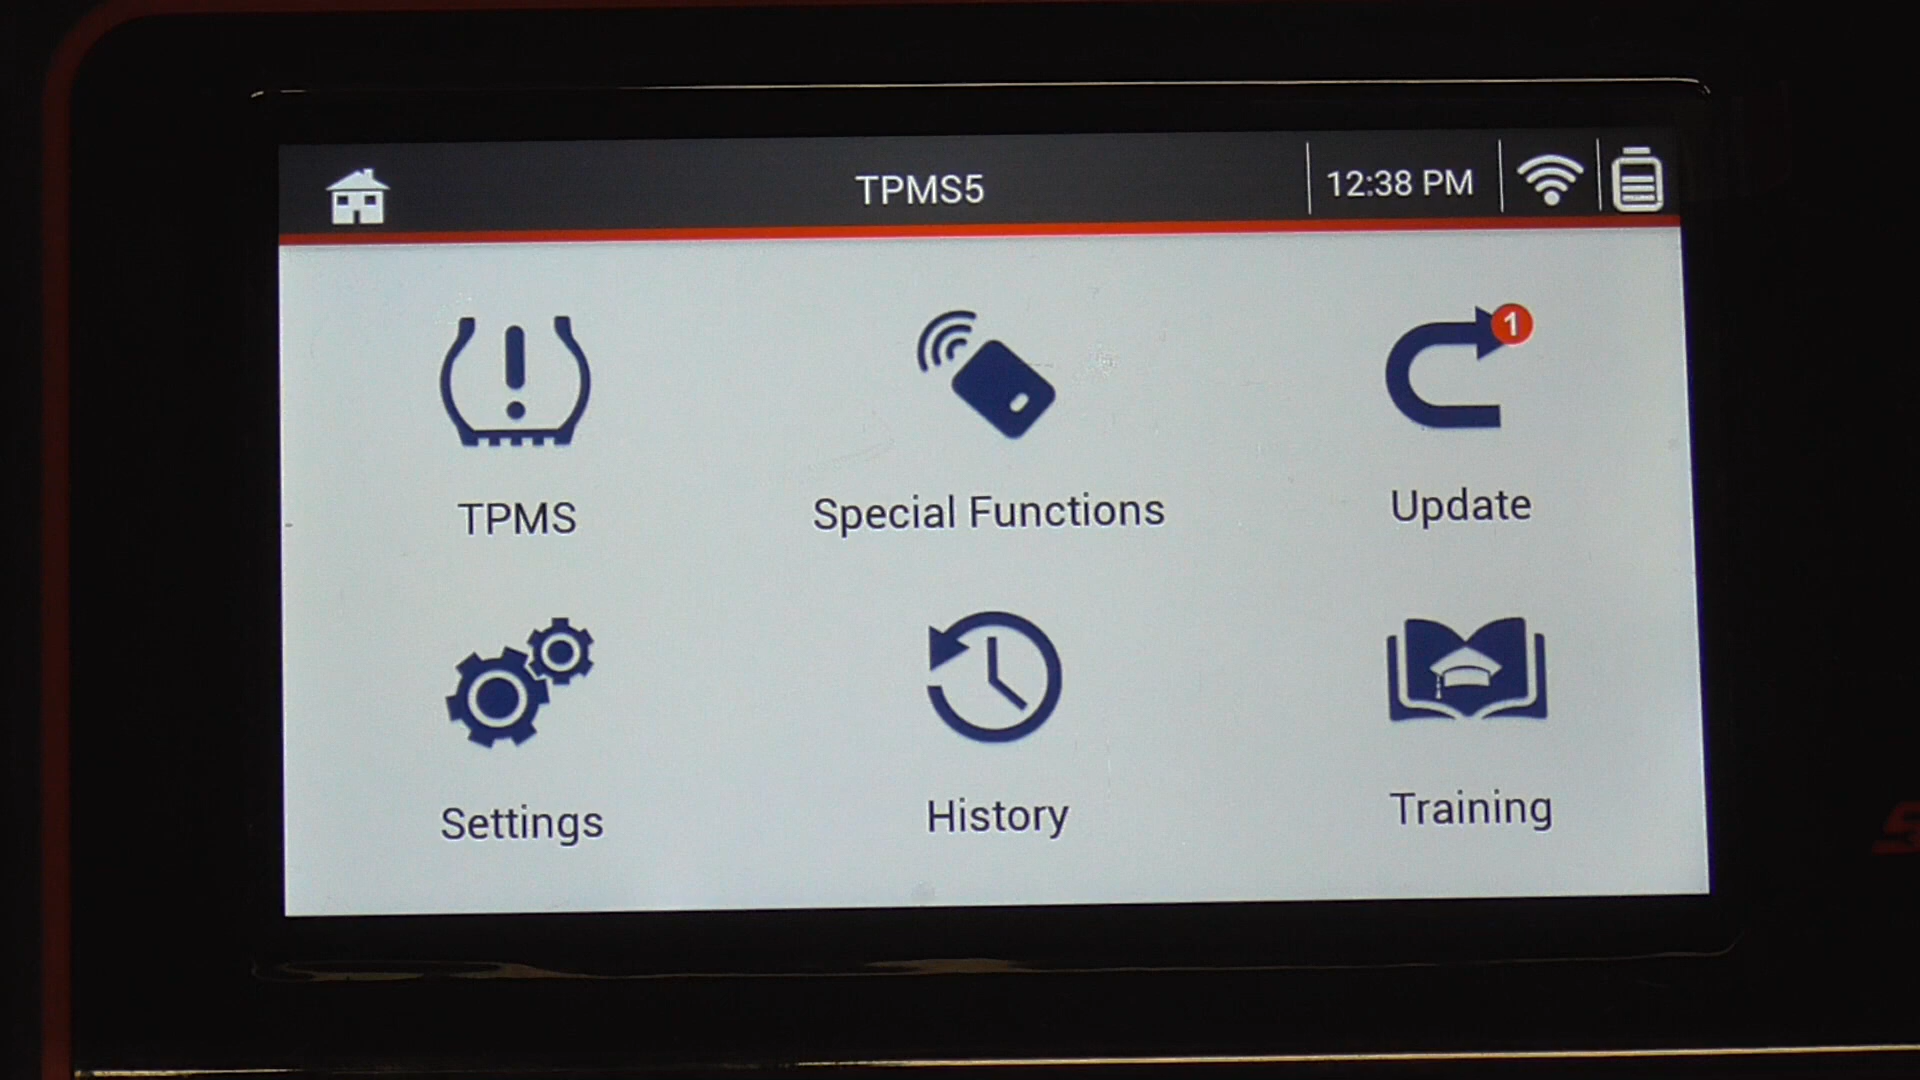 TPMS5
12:38 PM
1
TPMS
Special Functions
Update
Settings
History
Training